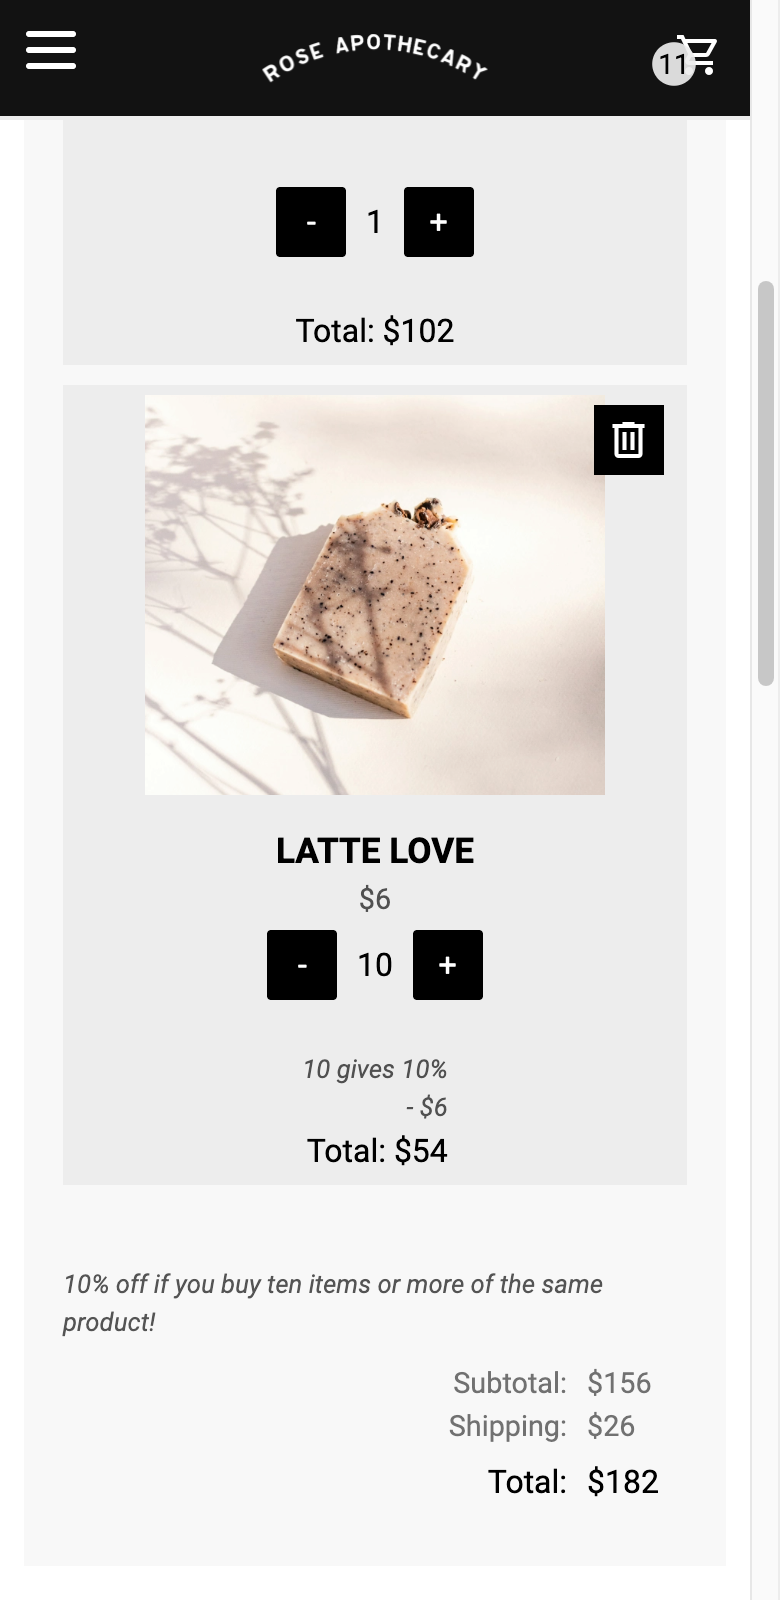 ROSE APOTHECARY
11
- 1 +
Total: $102
LATTE LOVE
$6
- 10 +
10 gives 10%
- $6
Total: $54
10% off if you buy ten items or more of the same
product!
Subtotal: $156
Shipping: $26
Total: $182